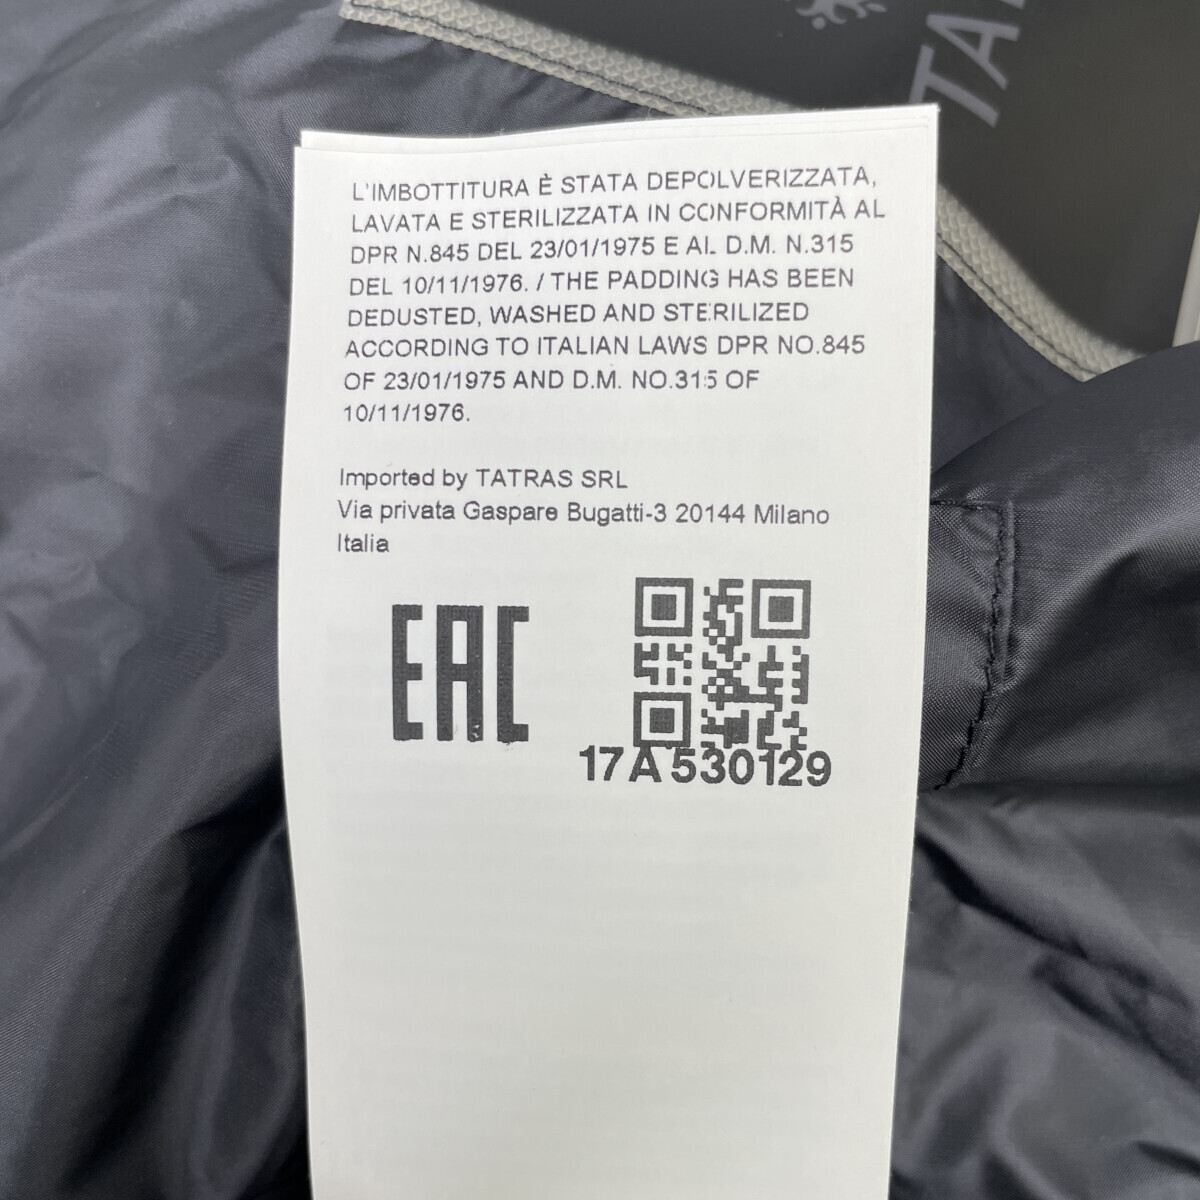 TA
L'IMBOTTITURA È STATA DEPOLVERIZZATA,
LAVATA E STERILIZZATA IN CONFORMITÀ AL
DPR N.845 DEL 23/01/1975 E AL D.M. N.315
DEL 10/11/1976. / THE PADDING HAS BEEN
DEDUSTED, WASHED AND STERILIZED
ACCORDING TO ITALIAN LAWS DPR NO.845
OF 23/01/1975 AND D.M. NO.315 OF
10/11/1976.
Imported by TATRAS SRL
Via privata Gaspare Bugatti-3 20144 Milano
Italia
EAC
17A530129